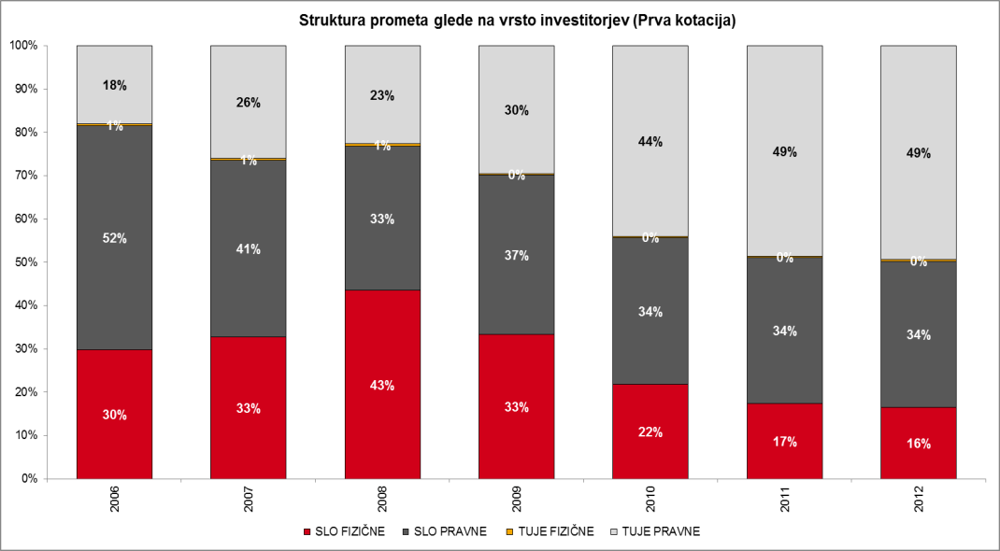 Struktura prometa glede na vrsto investitorjev (Prva kotacija)
100%
90%
80%
70%
60%
50%
40%
30%
20%
10%
0%
18% 26% 23% 30% 44% 49% 49%
1% 1% 1% 0% 0% 0% 0%
52% 41% 33% 37% 34% 34% 34%
30% 33% 43% 33% 22% 17% 16%
2006 2007 2008 2009 2010 2011 2012
SLO FIZIČNE SLO PRAVNE TUJE FIZIČNE TUJE PRAVNE